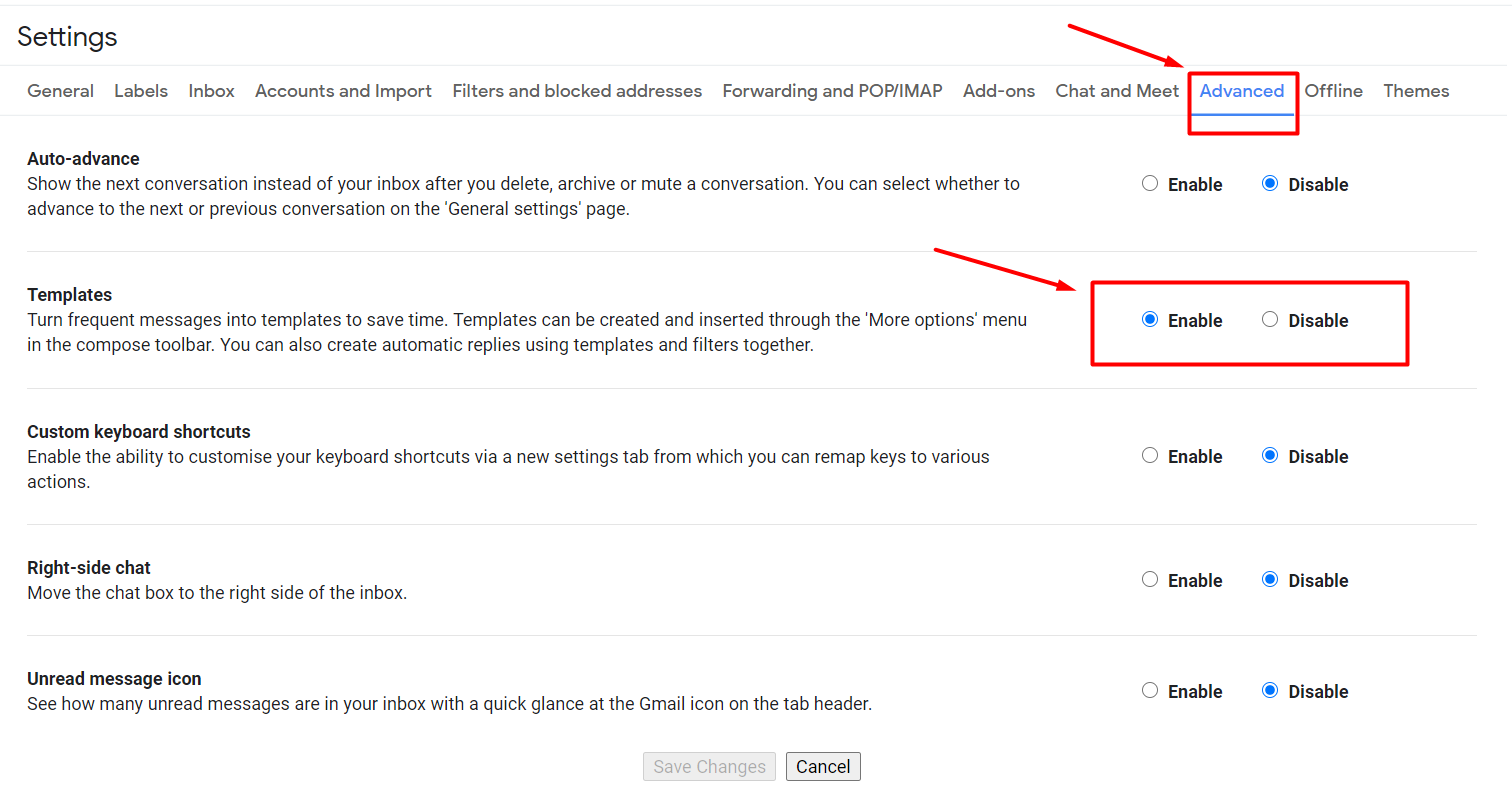 Settings
General Labels Inbox Accounts and Import Filters and blocked addresses Forwarding and POP/IMAP Add-ons Chat and Meet Advanced Offline Themes
Auto-advance
Show the next conversation instead of your inbox after you delete, archive or mute a conversation. You can select whether to
advance to the next or previous conversation on the 'General settings' page.
Enable Disable
Templates
Turn frequent messages into templates to save time. Templates can be created and inserted through the 'More options' menu
in the compose toolbar. You can also create automatic replies using templates and filters together.
Enable Disable
Custom keyboard shortcuts
Enable the ability to customise your keyboard shortcuts via a new settings tab from which you can remap keys to various
actions.
Enable Disable
Right-side chat
Move the chat box to the right side of the inbox.
Enable Disable
Unread message icon
See how many unread messages are in your inbox with a quick glance at the Gmail icon on the tab header.
Enable Disable
Save Changes Cancel